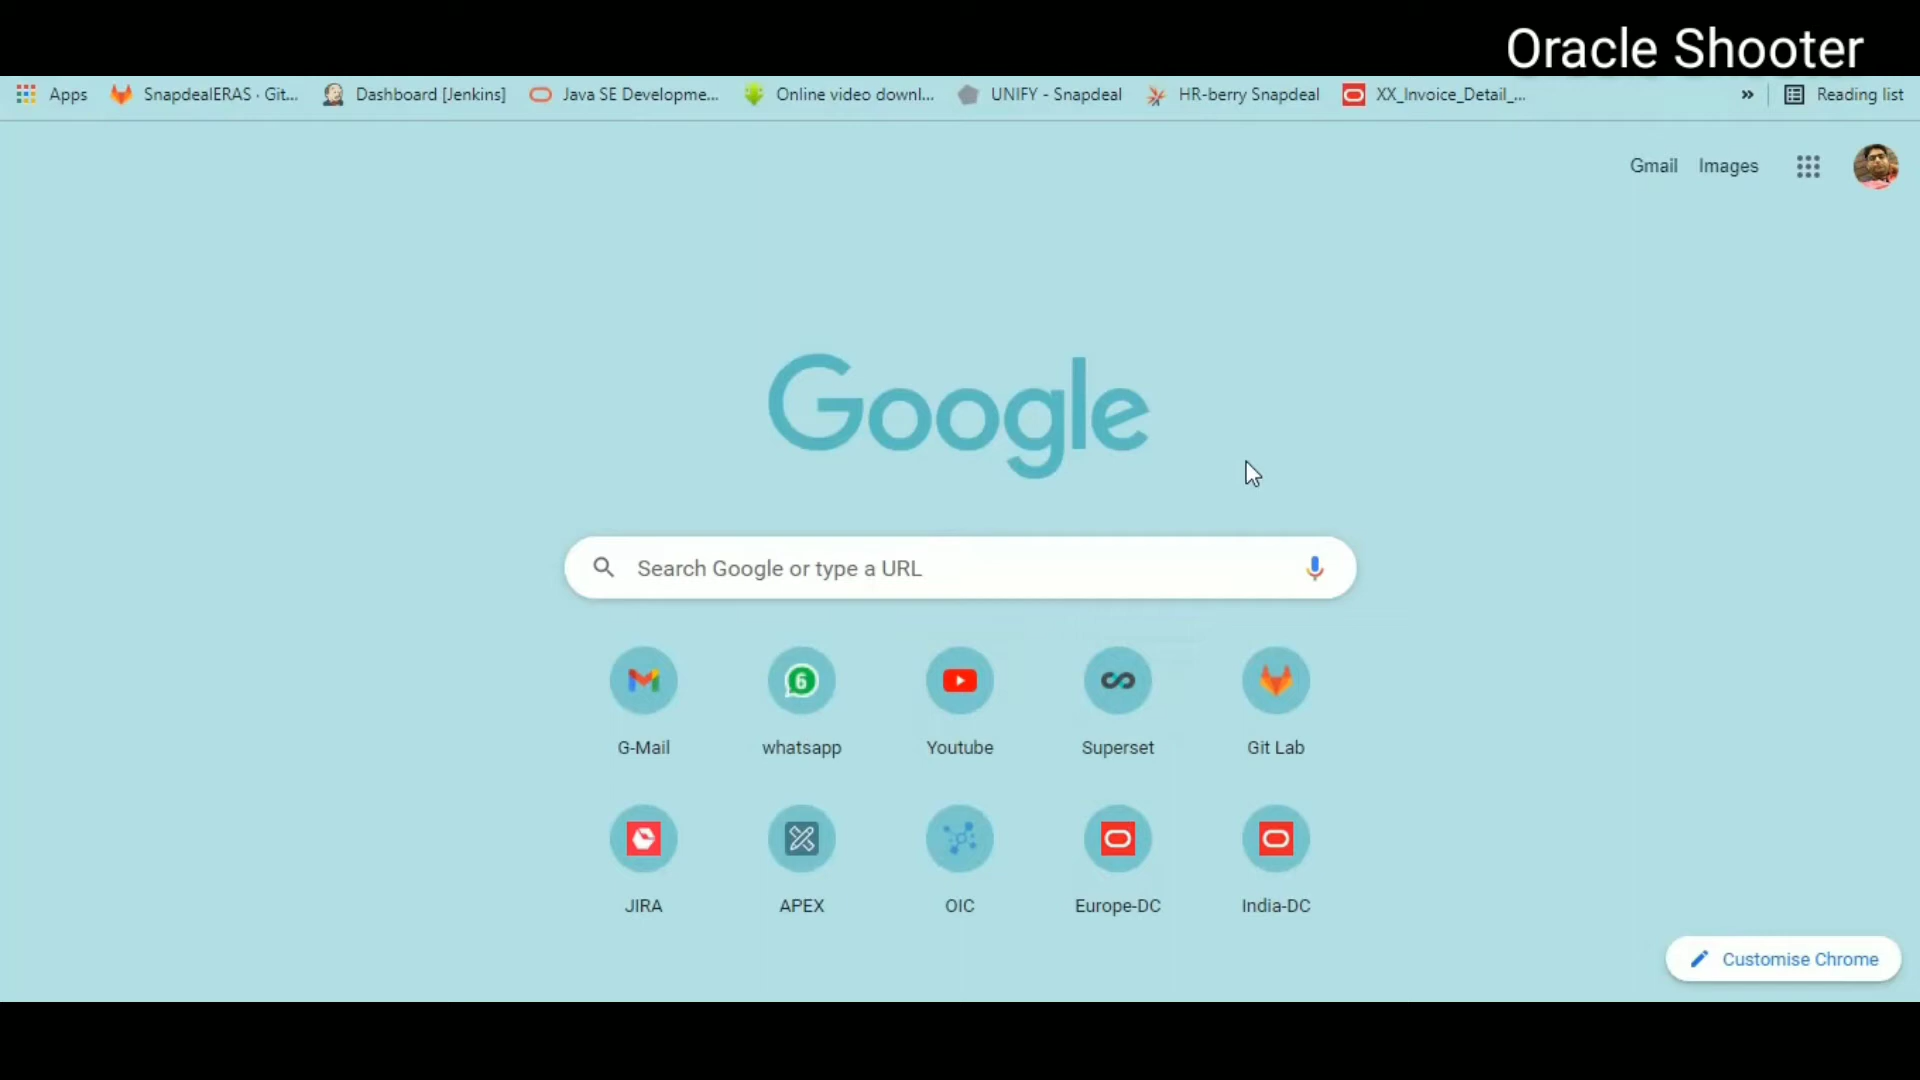 Oracle Shooter
Apps SnapdealERAS · Git... Dashboard [Jenkins] Java SE Developme... Online video downl... UNIFY - Snapdeal HR-berry Snapdeal XX_Invoice_Detail_... » Reading list
Gmail Images
Google
Search Google or type a URL
6
G-Mail whatsapp Youtube Superset Git Lab
JIRA APEX OIC Europe-DC India-DC
Customise Chrome